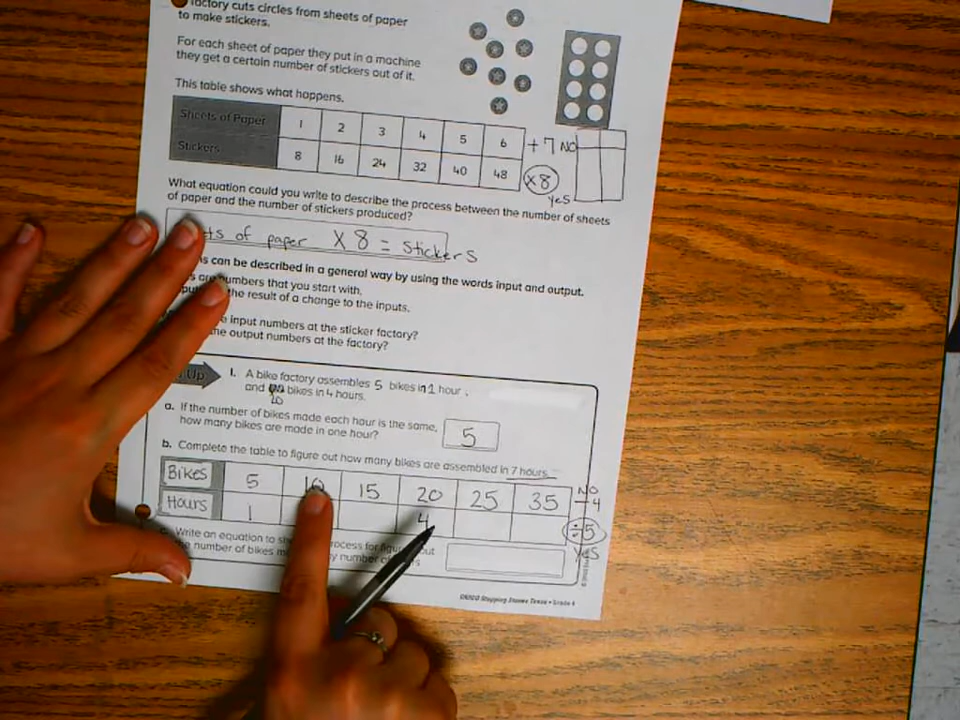 factory cuts circles from sheets of paper
to make stickers.
For each sheet of paper they put in a machine
they get a certain number of stickers out of it.
This table shows what happens.
Sheets of Paper 1 2 3 4 5 6 + 7 NO
Stickers 8 16 24 32 40 48 x8
yes
What equation could you write to describe the process between the number of sheets
of paper and the number of stickers produced?
of paper x 8 = stickers
can be described in a general way by using the words input and output.
numbers that you start with.
the result of a change to the inputs.
input numbers at the sticker factory?
the output numbers at the factory?
Up
1. A bike factory assembles 5 bikes in 1 hour.
and bikes in 4 hours.
20
a. If the number of bikes made each hour is the same,
how many bikes are made in one hour?
5
b. Complete the table to figure out how many bikes are assembled in 7 hours.
Bikes 5 10 15 20 25 35 NO
- 4
Hours 1 4 ÷5
yes
Write an equation to process for figuring out
number of bikes number of hours
ORIGO Stepping Stones • Grade